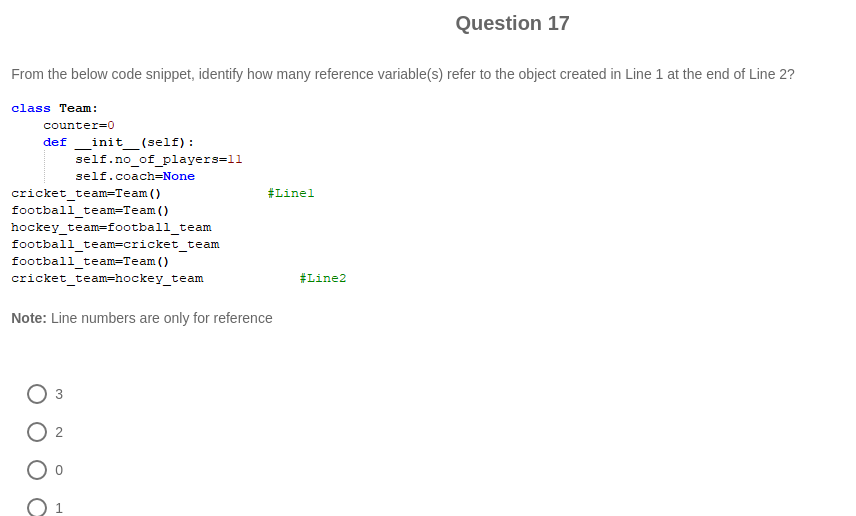 Question 17
From the below code snippet, identify how many reference variable(s) refer to the object created in Line 1 at the end of Line 2?
class Team:
    counter=0
    def __init__(self):
        self.no_of_players=11
        self.coach=None
cricket_team=Team()             #Line1
football_team=Team()
hockey_team=football_team
football_team=cricket_team
football_team=Team()
cricket_team=hockey_team            #Line2
Note: Line numbers are only for reference
3
2
0
1